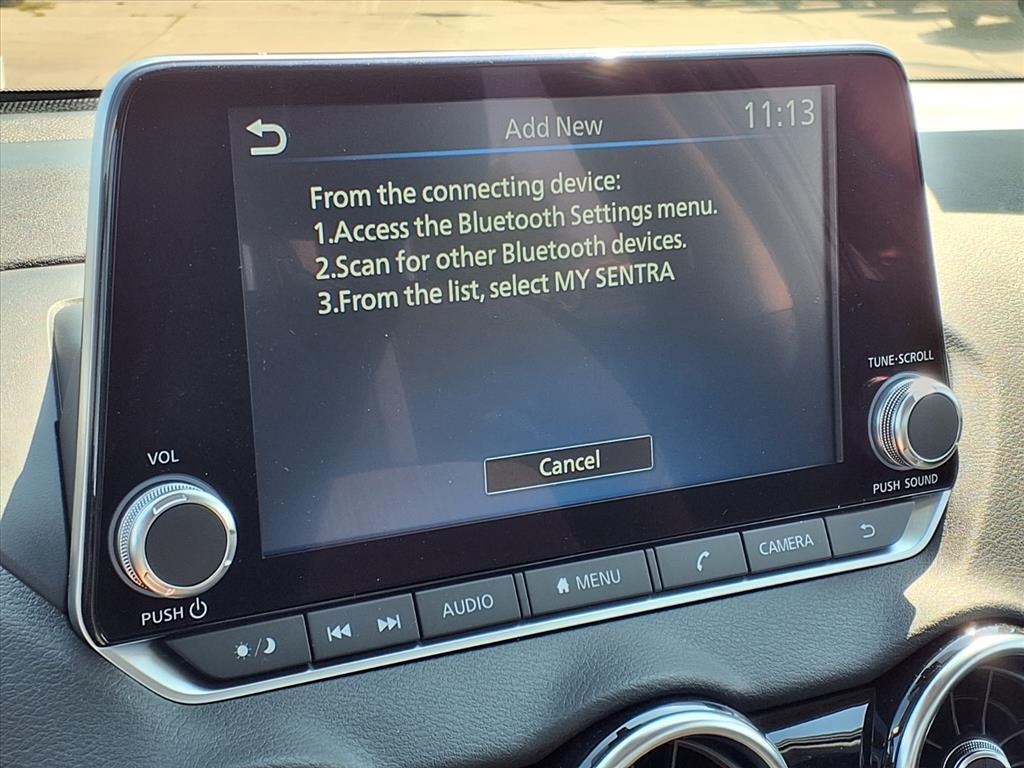 Add New
11:13
From the connecting device:
1.Access the Bluetooth Settings menu.
2.Scan for other Bluetooth devices.
3.From the list, select MY SENTRA
Cancel
TUNE·SCROLL
PUSH SOUND
VOL
PUSH
AUDIO
MENU
CAMERA